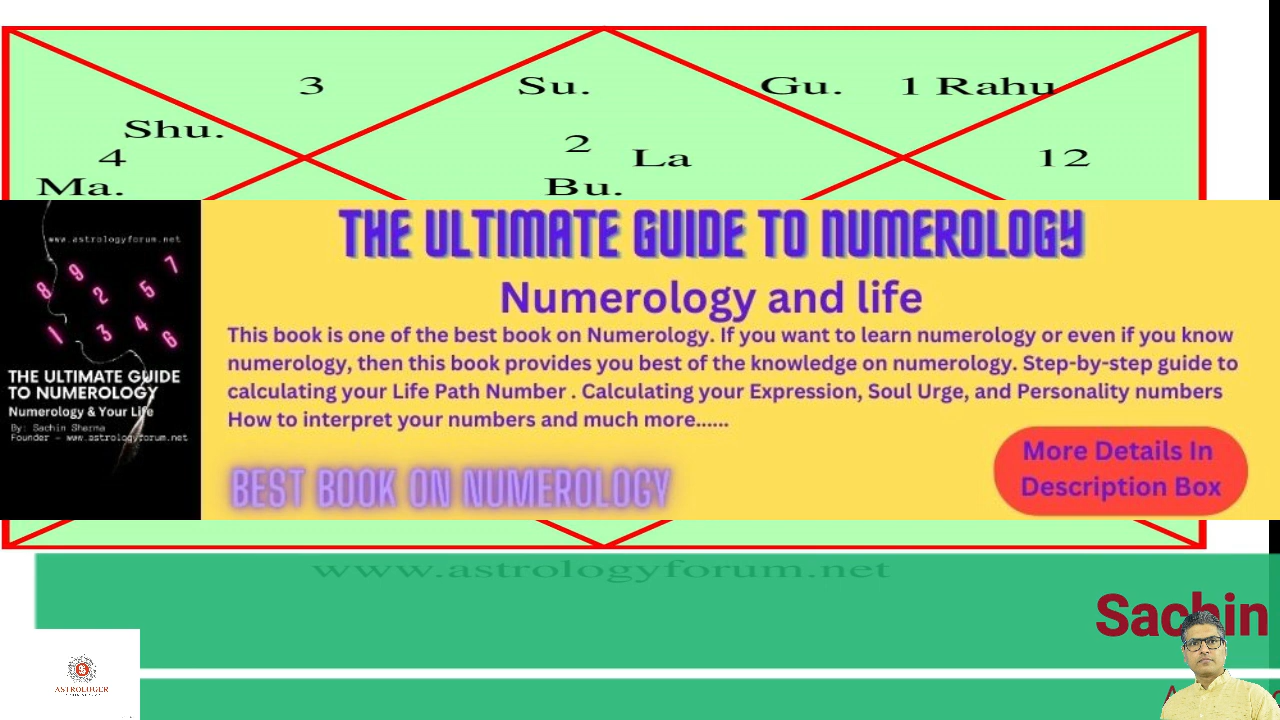 3 Su. Gu. 1 Rahu
Shu.
2
4 La 12
Ma. Bu.
www.astrologyforum.net
8 9 2 5 7
1 3 4 6
THE ULTIMATE GUIDE
TO NUMEROLOGY
Numerology & Your Life
By: Sachin Sharma
Founder – www.astrologyforum.net
THE ULTIMATE GUIDE TO NUMEROLOGY
Numerology and life
This book is one of the best book on Numerology. If you want to learn numerology or even if you know
numerology, then this book provides you best of the knowledge on numerology. Step-by-step guide to
calculating your Life Path Number . Calculating your Expression, Soul Urge, and Personality numbers
How to interpret your numbers and much more......
BEST BOOK ON NUMEROLOGY
More Details In
Description Box
www.astrologyforum.net
Sachin
ASTROLOGER